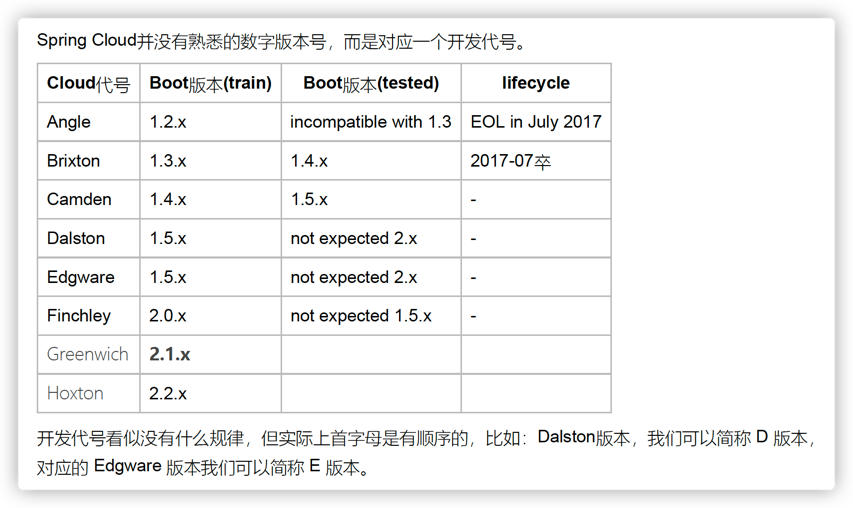 Spring Cloud并没有熟悉的数字版本号，而是对应一个开发代号。
Cloud代号 Boot版本(train) Boot版本(tested) lifecycle
Angle 1.2.x incompatible with 1.3 EOL in July 2017
Brixton 1.3.x 1.4.x 2017-07卒
Camden 1.4.x 1.5.x -
Dalston 1.5.x not expected 2.x -
Edgware 1.5.x not expected 2.x -
Finchley 2.0.x not expected 1.5.x -
Greenwich 2.1.x
Hoxton 2.2.x
开发代号看似没有什么规律，但实际上首字母是有顺序的，比如：Dalston版本，我们可以简称 D 版本，
对应的 Edgware 版本我们可以简称 E 版本。